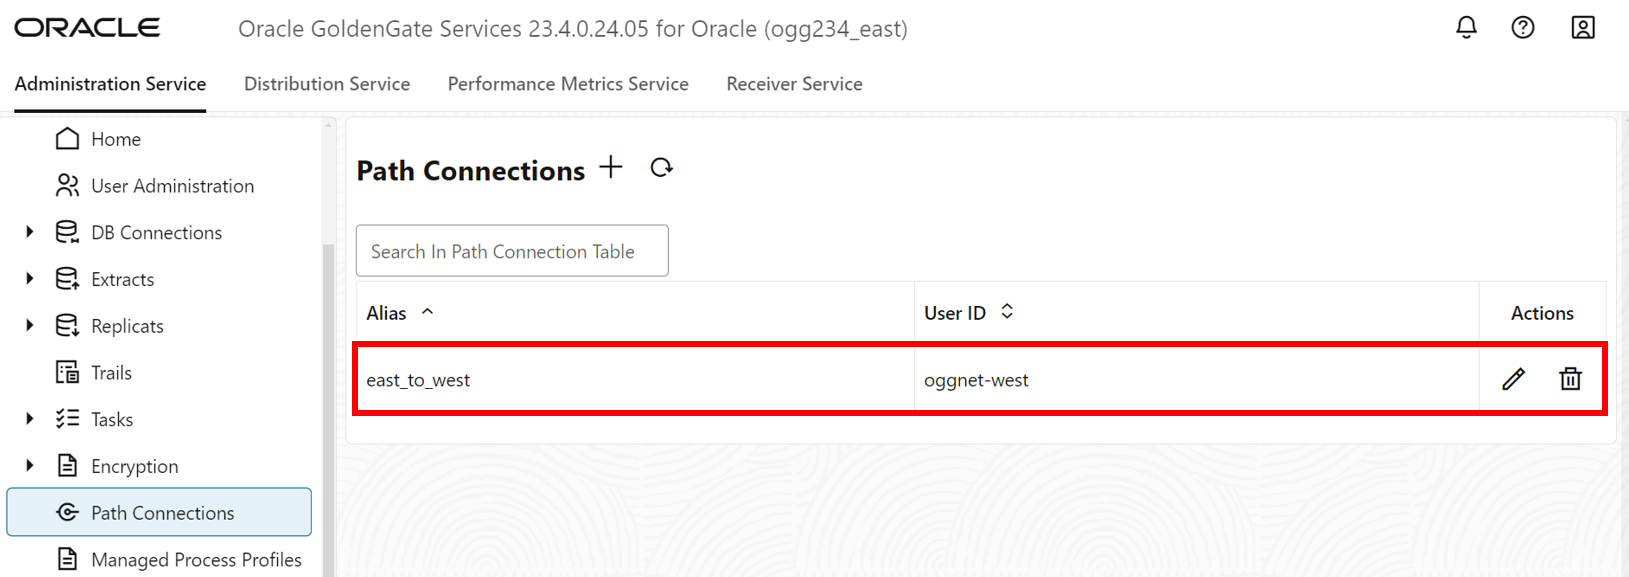 ORACLE Oracle GoldenGate Services 23.4.0.24.05 for Oracle (ogg234_east)
Administration Service Distribution Service Performance Metrics Service Receiver Service
Home
User Administration
DB Connections
Extracts
Replicats
Trails
Tasks
Encryption
Path Connections
Managed Process Profiles
Path Connections
Search In Path Connection Table
Alias User ID Actions
east_to_west oggnet-west